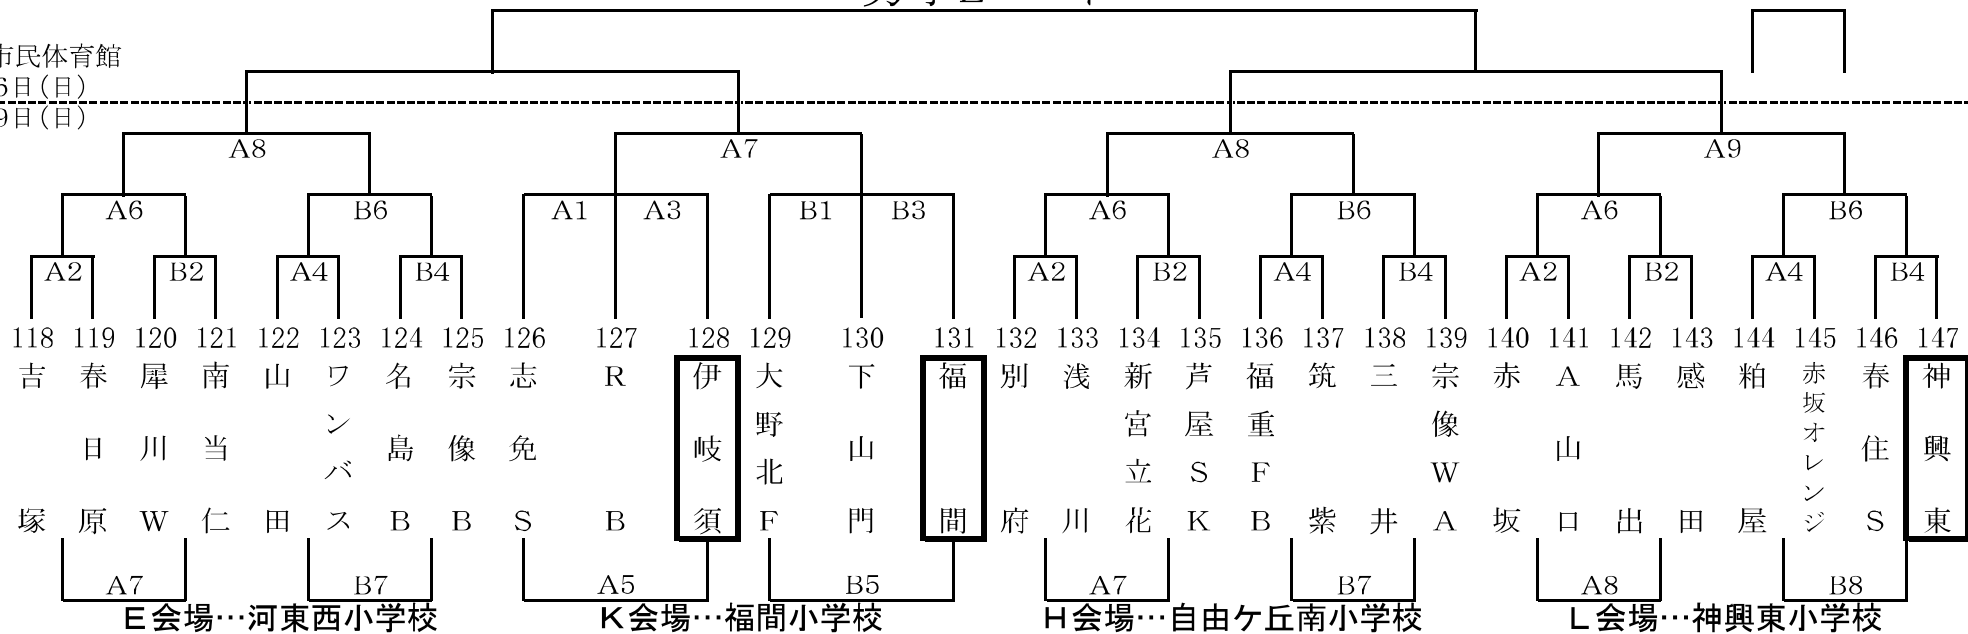 市民体育館
6日(日)
9日(日)
A8 A7 A8 A9
A6 B6 A1 A3 B1 B3 A6 B6 A6 B6
A2 B2 A4 B4 A2 B2 A4 B4 A2 B2 A4 B4
118 119 120 121 122 123 124 125 126 127 128 129 130 131 132 133 134 135 136 137 138 139 140 141 142 143 144 145 146 147
吉塚
春日原
犀川W
南当仁
山田
ワンバス
名島B
宗像B
志免S
RB
伊岐須
大野北F
下山門
福間
別府
浅川
新宮立花
芦屋SK
福重FB
筑紫
三井
宗像WA
赤坂
A山口
馬出
感田
粕屋
赤坂オレンジ
春住S
神興東
A7 B7 A5 B5 A7 B7 A8 B8
E会場…河東西小学校 K会場…福間小学校 H会場…自由ケ丘南小学校 L会場…神興東小学校